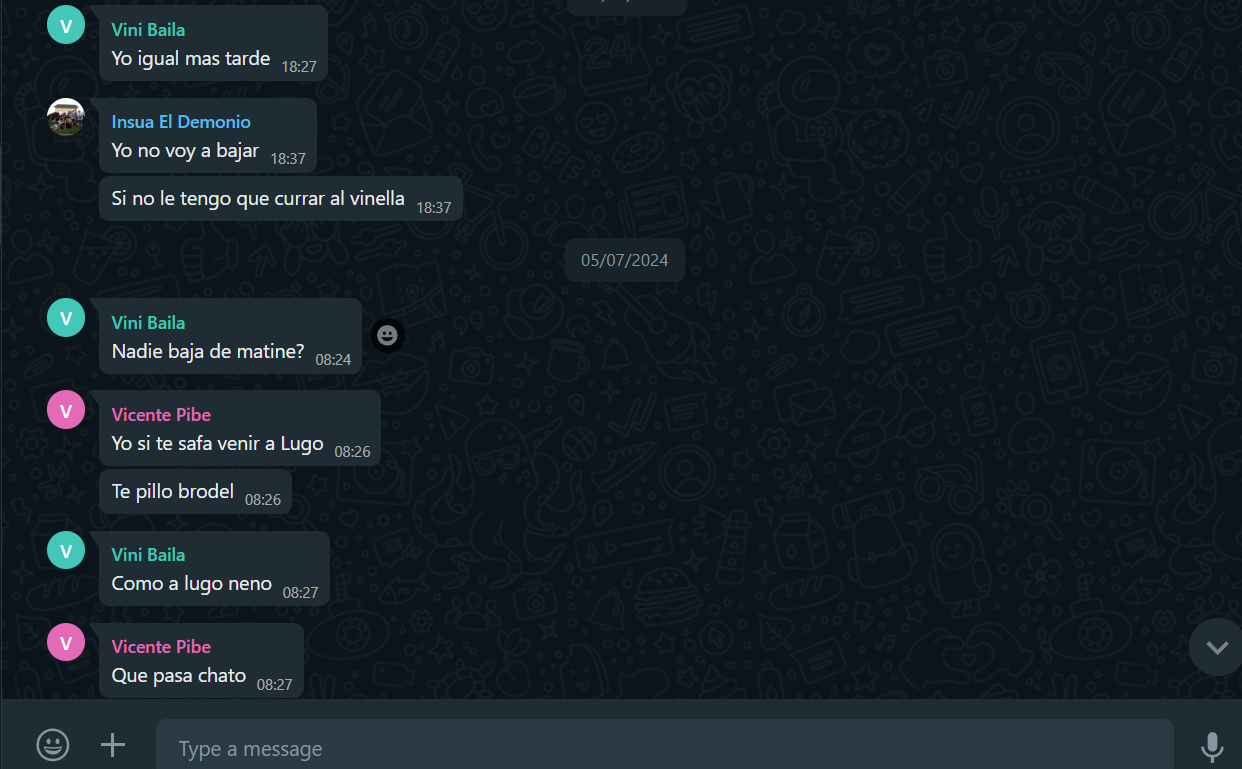 Vini Baila
Yo igual mas tarde 18:27
Insua El Demonio
Yo no voy a bajar 18:37
Si no le tengo que currar al vinella 18:37
05/07/2024
Vini Baila
Nadie baja de matine? 08:24
Vicente Pibe
Yo si te safa venir a Lugo 08:26
Te pillo brodel 08:26
Vini Baila
Como a lugo neno 08:27
Vicente Pibe
Que pasa chato 08:27
Type a message